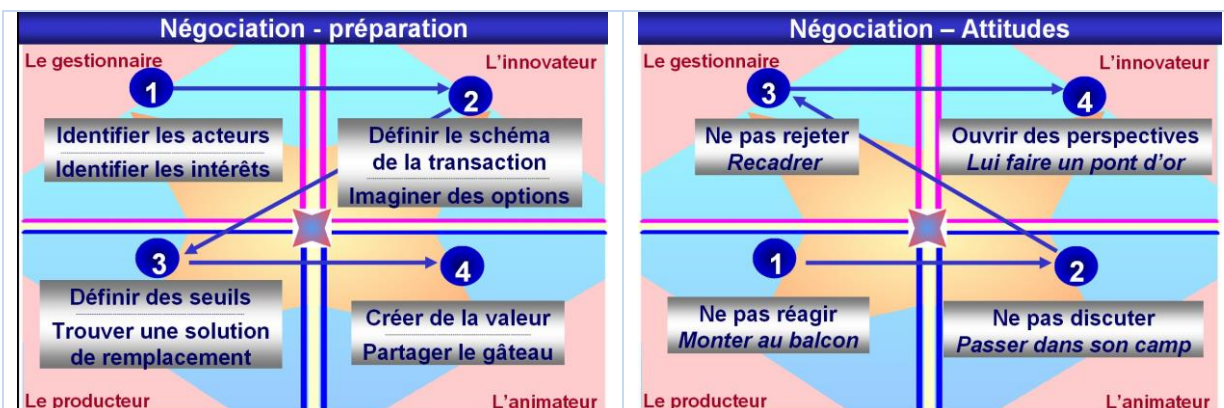 Négociation - préparation
Le gestionnaire
L'innovateur
1
2
Identifier les acteurs
Identifier les intérêts
Définir le schéma
de la transaction
Imaginer des options
3
4
Définir des seuils
Trouver une solution
de remplacement
Créer de la valeur
Partager le gâteau
Le producteur
L'animateur
Négociation – Attitudes
Le gestionnaire
L'innovateur
3
4
Ne pas rejeter
Recadrer
Ouvrir des perspectives
Lui faire un pont d'or
1
2
Ne pas réagir
Monter au balcon
Ne pas discuter
Passer dans son camp
Le producteur
L'animateur